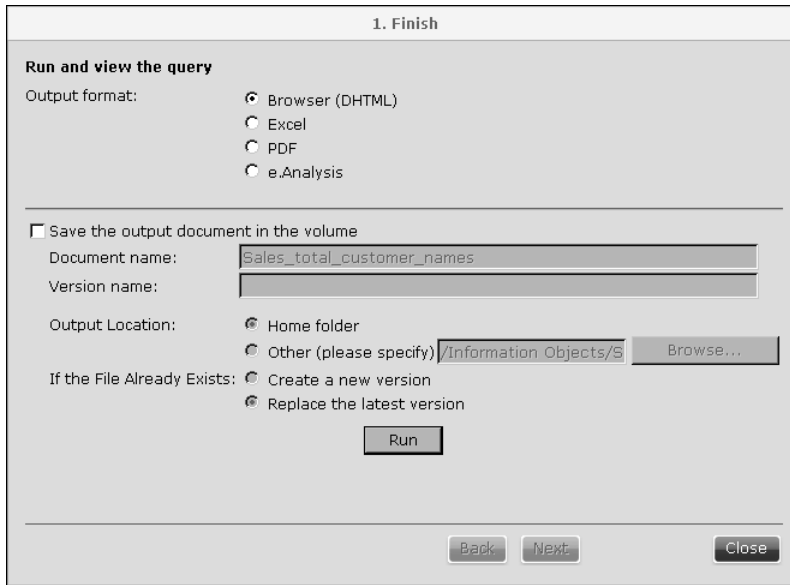 1. Finish
Run and view the query
Output format:
Browser (DHTML)
Excel
PDF
e.Analysis
Save the output document in the volume
Document name: Sales_total_customer_names
Version name:
Output Location: Home folder
Other (please specify) /Information Objects/S Browse...
If the File Already Exists: Create a new version
Replace the latest version
Run
Back Next Close